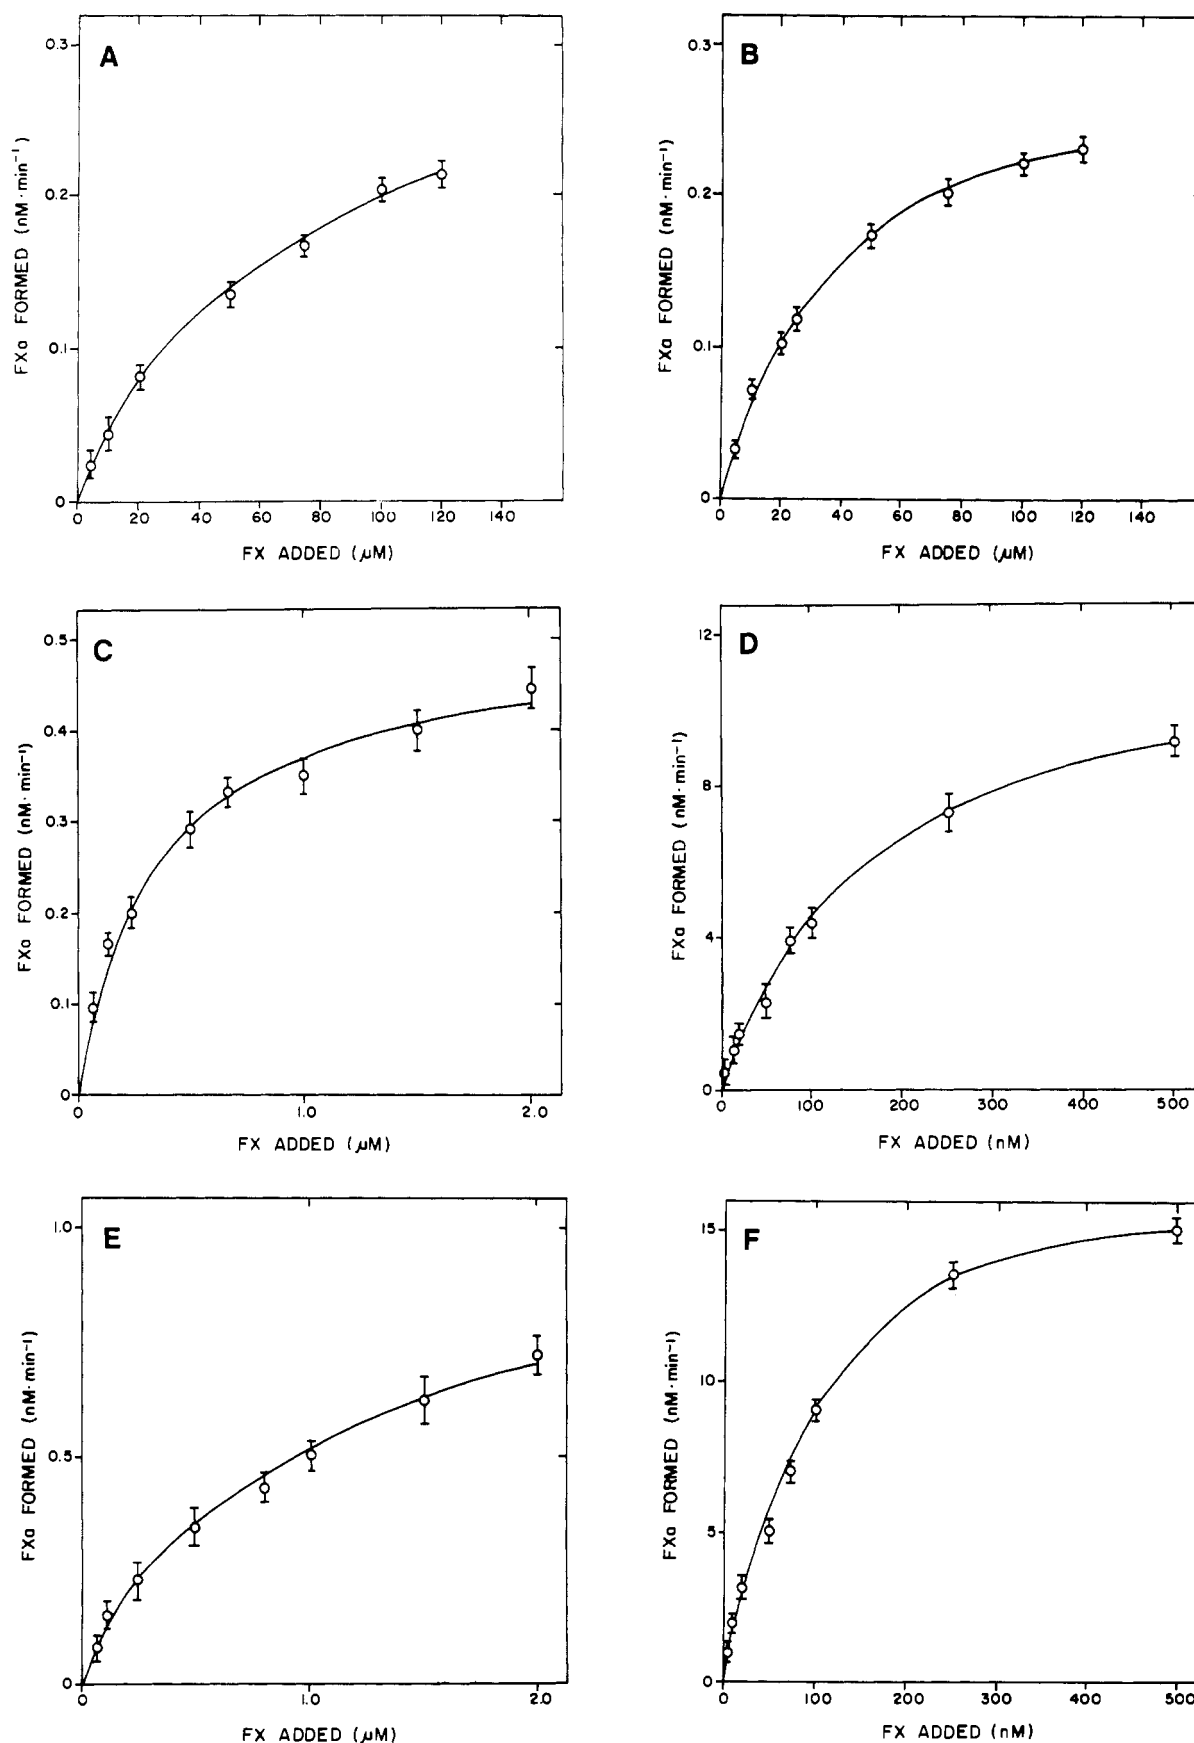 A
0.3
0.2
0.1
0
FXa FORMED (nM·min⁻¹)
0 20 40 60 80 100 120 140
FX ADDED (μM)
B
0.3
0.2
0.1
0
FXa FORMED (nM·min⁻¹)
0 20 40 60 80 100 120 140
FX ADDED (μM)
C
0.5
0.4
0.3
0.2
0.1
0
FXa FORMED (nM·min⁻¹)
0 1.0 2.0
FX ADDED (μM)
D
12
8
4
0
FXa FORMED (nM·min⁻¹)
0 100 200 300 400 500
FX ADDED (nM)
E
1.0
0.5
0
FXa FORMED (nM·min⁻¹)
0 1.0 2.0
FX ADDED (μM)
F
15
10
5
0
FXa FORMED (nM·min⁻¹)
0 100 200 300 400 500
FX ADDED (nM)